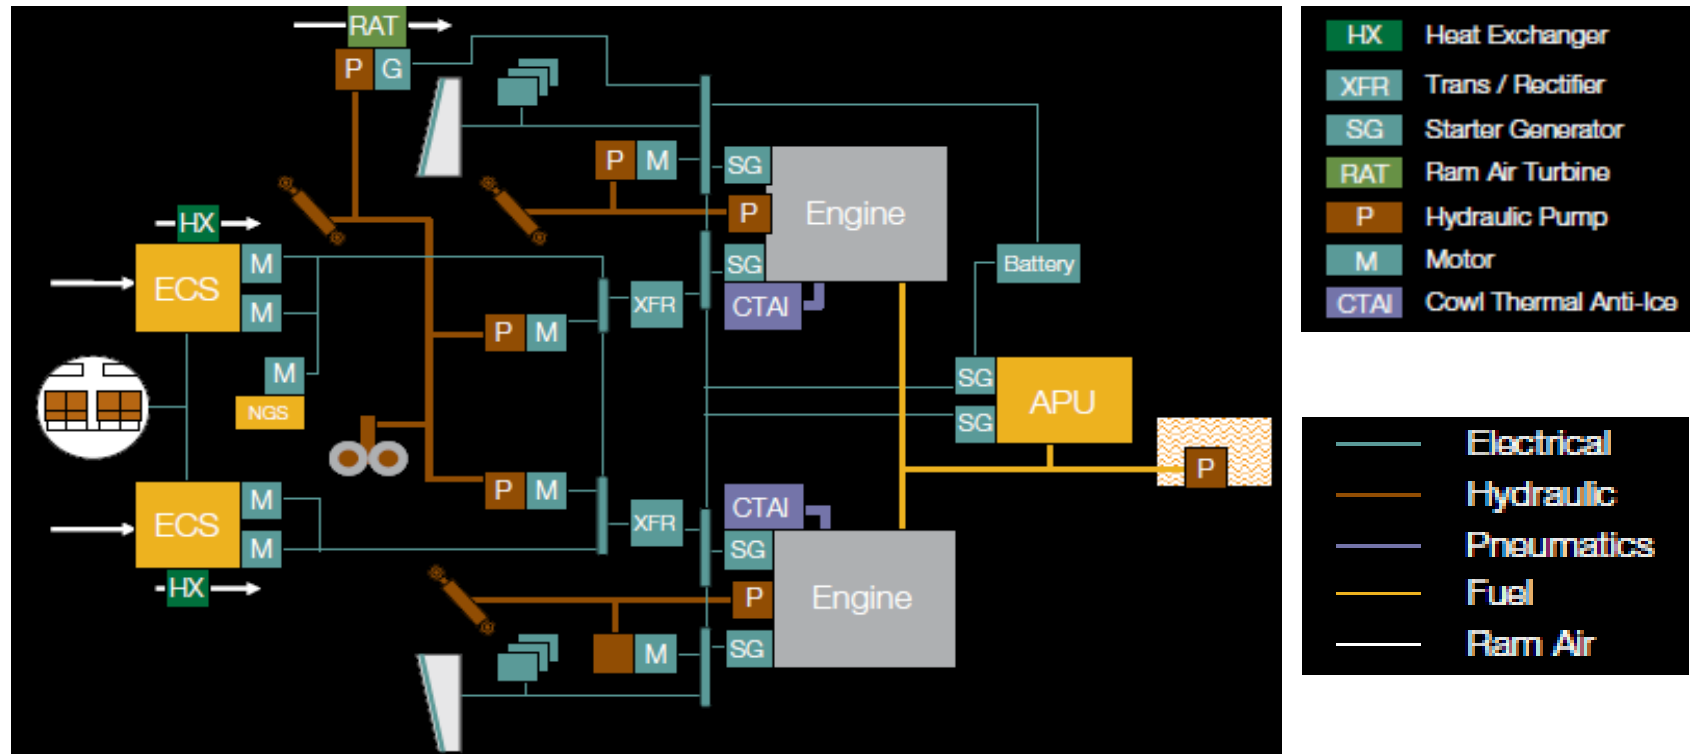 RAT
P G
P M
SG
Engine
P
SG
CTAI
HX
ECS
M
M
XFR
P M
Battery
M
NGS
SG
APU
SG
P
P M
CTAI
XFR
SG
Engine
P
SG
ECS
M
M
HX
M
HX Heat Exchanger
XFR Trans / Rectifier
SG Starter Generator
RAT Ram Air Turbine
P Hydraulic Pump
M Motor
CTAI Cowl Thermal Anti-Ice
Electrical
Hydraulic
Pneumatics
Fuel
Ram Air